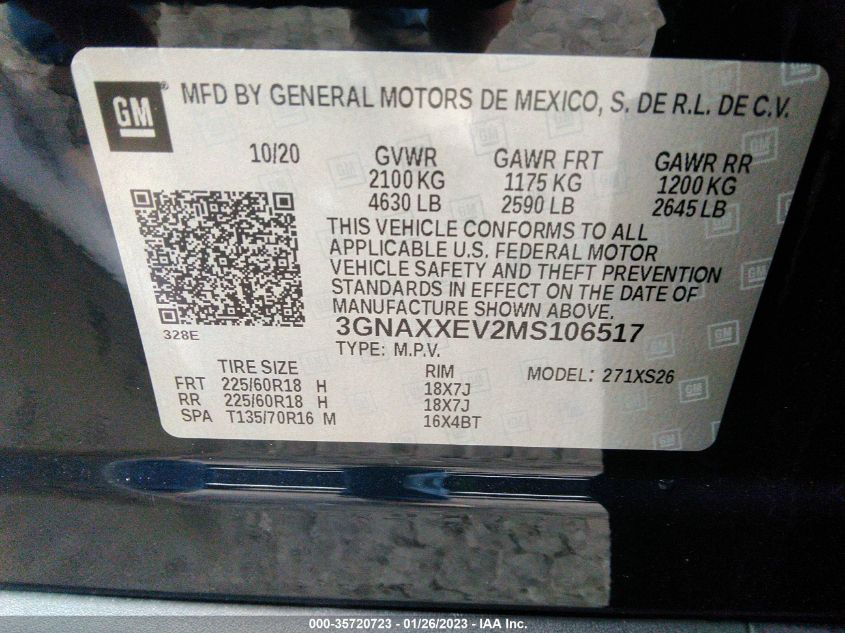 GM ® MFD BY GENERAL MOTORS DE MEXICO, S. DE R.L. DE C.V.
10/20 GVWR GAWR FRT GAWR RR
2100 KG 1175 KG 1200 KG
4630 LB 2590 LB 2645 LB
THIS VEHICLE CONFORMS TO ALL
APPLICABLE U.S. FEDERAL MOTOR
VEHICLE SAFETY AND THEFT PREVENTION
STANDARDS IN EFFECT ON THE DATE OF
MANUFACTURE SHOWN ABOVE.
328E
3GNAXXEV2MS106517
TYPE: M.P.V.
TIRE SIZE RIM MODEL: 271XS26
FRT 225/60R18 H 18X7J
RR 225/60R18 H 18X7J
SPA T135/70R16 M 16X4BT
000-35720723 — 01/26/2023 — IAA Inc.